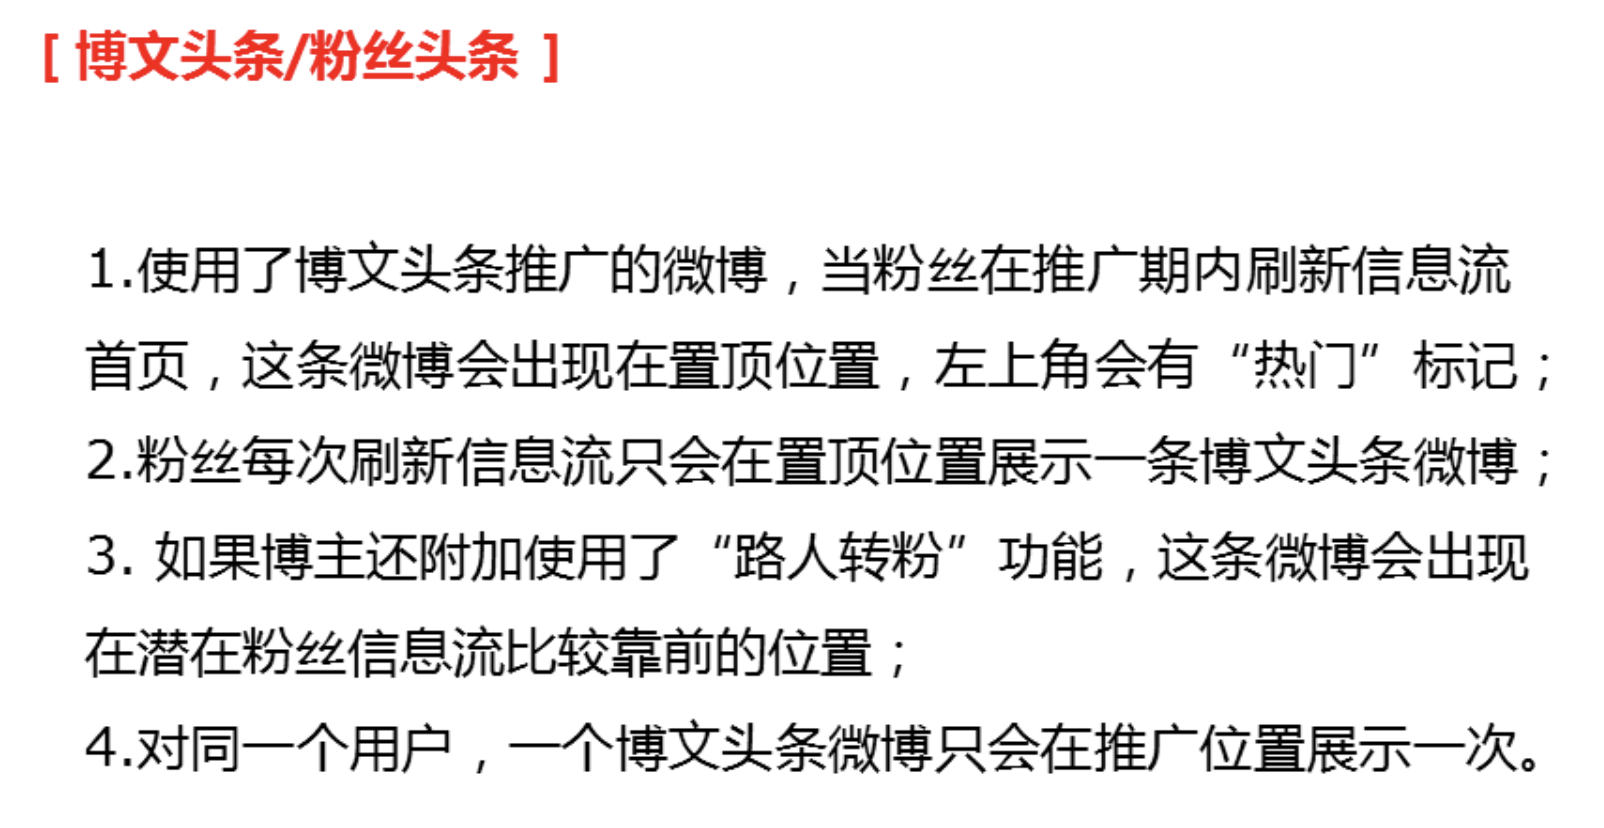 [ 博文头条/粉丝头条 ]
1.使用了博文头条推广的微博，当粉丝在推广期内刷新信息流
首页，这条微博会出现在置顶位置，左上角会有“热门”标记；
2.粉丝每次刷新信息流只会在置顶位置展示一条博文头条微博；
3. 如果博主还附加使用了“路人转粉”功能，这条微博会出现
在潜在粉丝信息流比较靠前的位置；
4.对同一个用户，一个博文头条微博只会在推广位置展示一次。